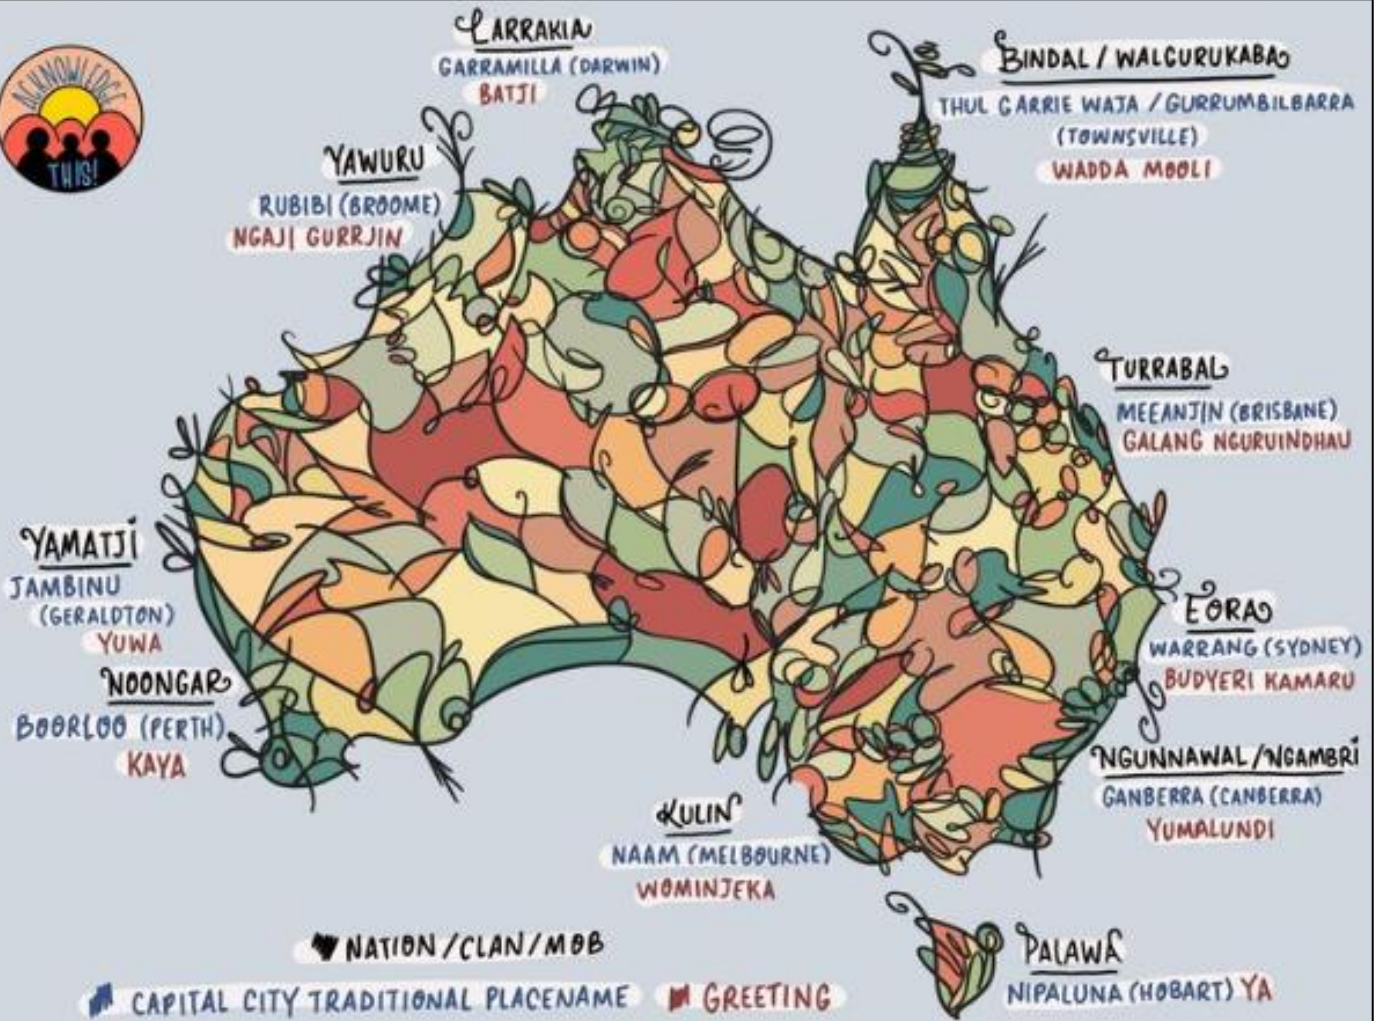 ACKNOWLEDGE
THIS!
LARRAKIA
GARRAMILLA (DARWIN)
BATJI
BINDAL / WALGURUKABA
THUL GARRIE WAJA / GURRUMBILBARRA
(TOWNSVILLE)
WADDA MOOLI
YAWURU
RUBIBI (BROOME)
NGAJI GURRJIN
TURRABAL
MEEANJIN (BRISBANE)
GALANG NGURUINDHAU
YAMATJI
JAMBINU
(GERALDTON)
YUWA
NOONGAR
BOORLOO (PERTH)
KAYA
EORA
WARRANG (SYDNEY)
BUDYERI KAMARU
NGUNNAWAL/NGAMBRI
GANBERRA (CANBERRA)
YUMALUNDI
KULIN
NAAM (MELBOURNE)
WOMINJEKA
PALAWA
NIPALUNA (HOBART) YA
NATION/CLAN/MOB
CAPITAL CITY TRADITIONAL PLACENAME
GREETING